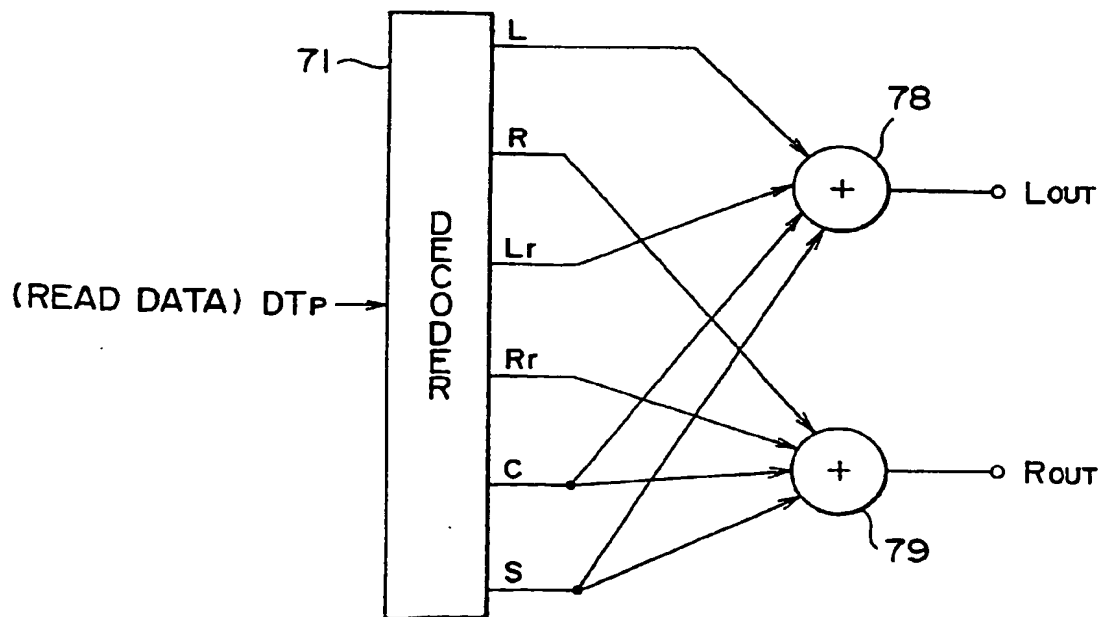 71
L
R
Lr
Rr
C
S
DECODER
(READ DATA) DTP
78
LOUT
79
ROUT